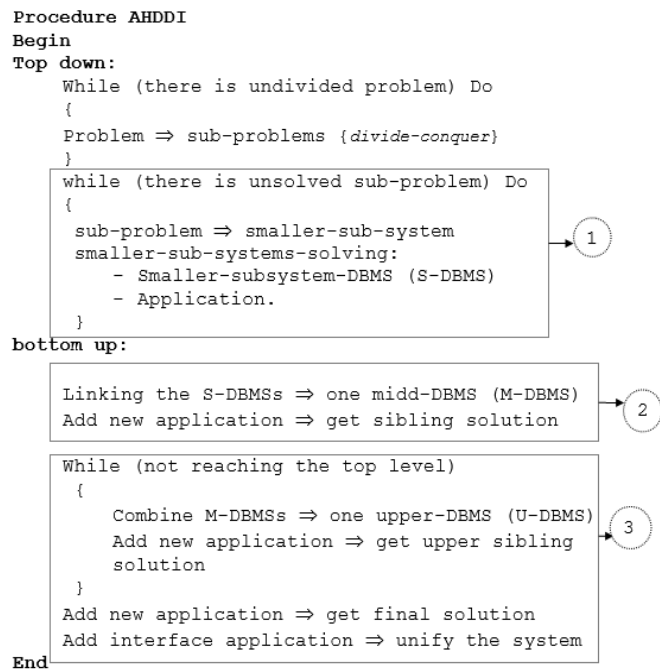 Procedure AHDDI
Begin
Top down:
While (there is undivided problem) Do
{
Problem ⇒ sub-problems {divide-conquer}
}
while (there is unsolved sub-problem) Do
{
sub-problem ⇒ smaller-sub-system
smaller-sub-systems-solving:
- Smaller-subsystem-DBMS (S-DBMS)
- Application.
}
1
bottom up:
Linking the S-DBMSs ⇒ one midd-DBMS (M-DBMS)
Add new application ⇒ get sibling solution
2
While (not reaching the top level)
{
Combine M-DBMSs ⇒ one upper-DBMS (U-DBMS)
Add new application ⇒ get upper sibling
solution
}
3
Add new application ⇒ get final solution
Add interface application ⇒ unify the system
End